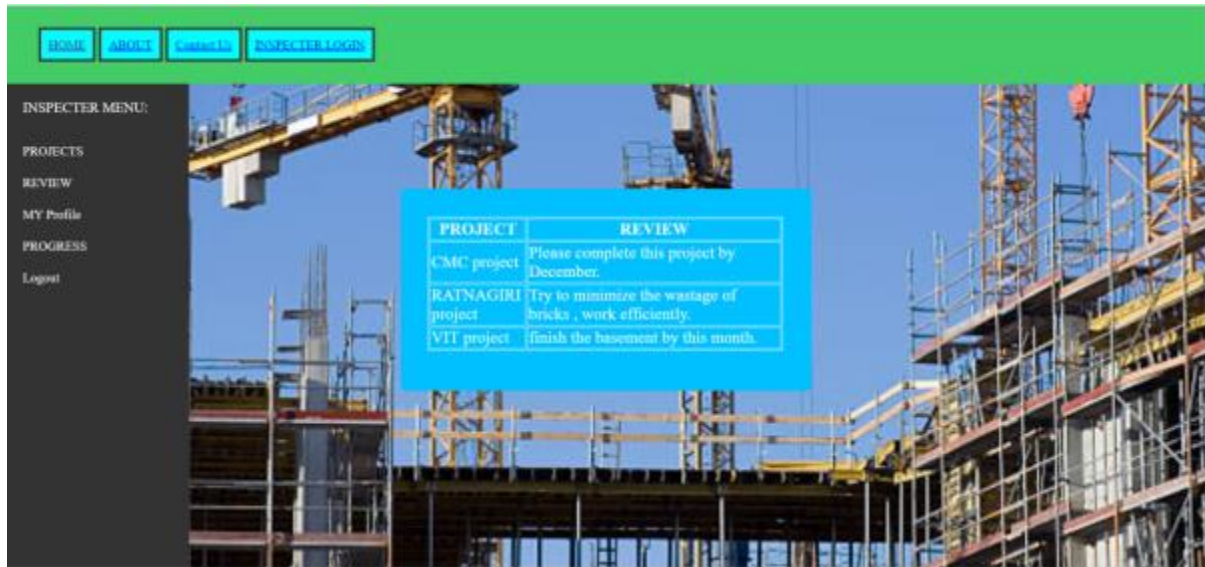 HOME ABOUT Contact Us INSPECTER LOGIN
INSPECTER MENU:
PROJECTS
REVIEW
MY Profile
PROGRESS
Logout
PROJECT REVIEW
CMC project Please complete this project by
December.
RATNAGIRI Try to minimize the wastage of
project bricks , work efficiently.
VIT project finish the basement by this month.